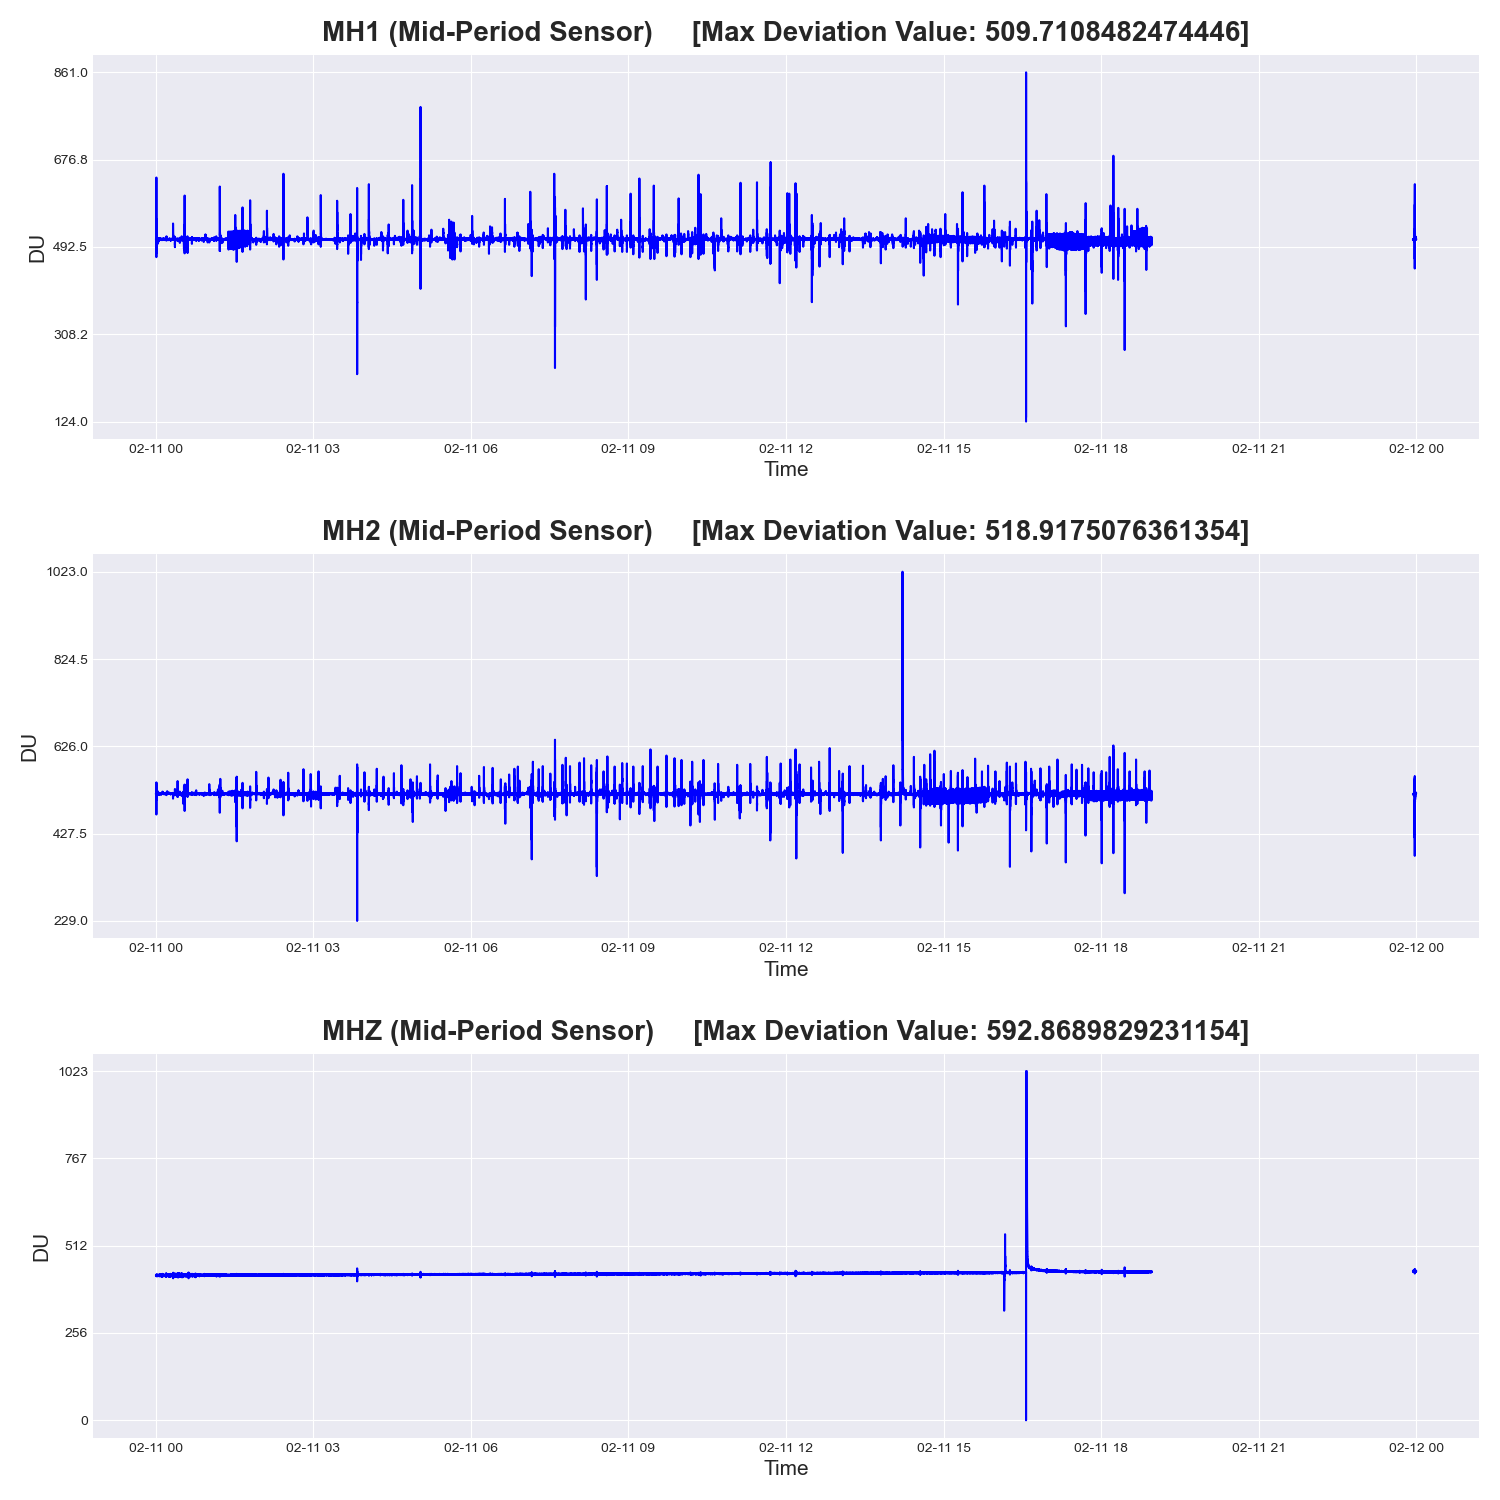 MH1 (Mid-Period Sensor) [Max Deviation Value: 509.7108482474446]
861.0
676.8
492.5
308.2
124.0
DU
02-11 00 02-11 03 02-11 06 02-11 09 02-11 12 02-11 15 02-11 18 02-11 21 02-12 00
Time
MH2 (Mid-Period Sensor) [Max Deviation Value: 518.9175076361354]
1023.0
824.5
626.0
427.5
229.0
DU
02-11 00 02-11 03 02-11 06 02-11 09 02-11 12 02-11 15 02-11 18 02-11 21 02-12 00
Time
MHZ (Mid-Period Sensor) [Max Deviation Value: 592.8689829231154]
1023
767
512
256
0
DU
02-11 00 02-11 03 02-11 06 02-11 09 02-11 12 02-11 15 02-11 18 02-11 21 02-12 00
Time